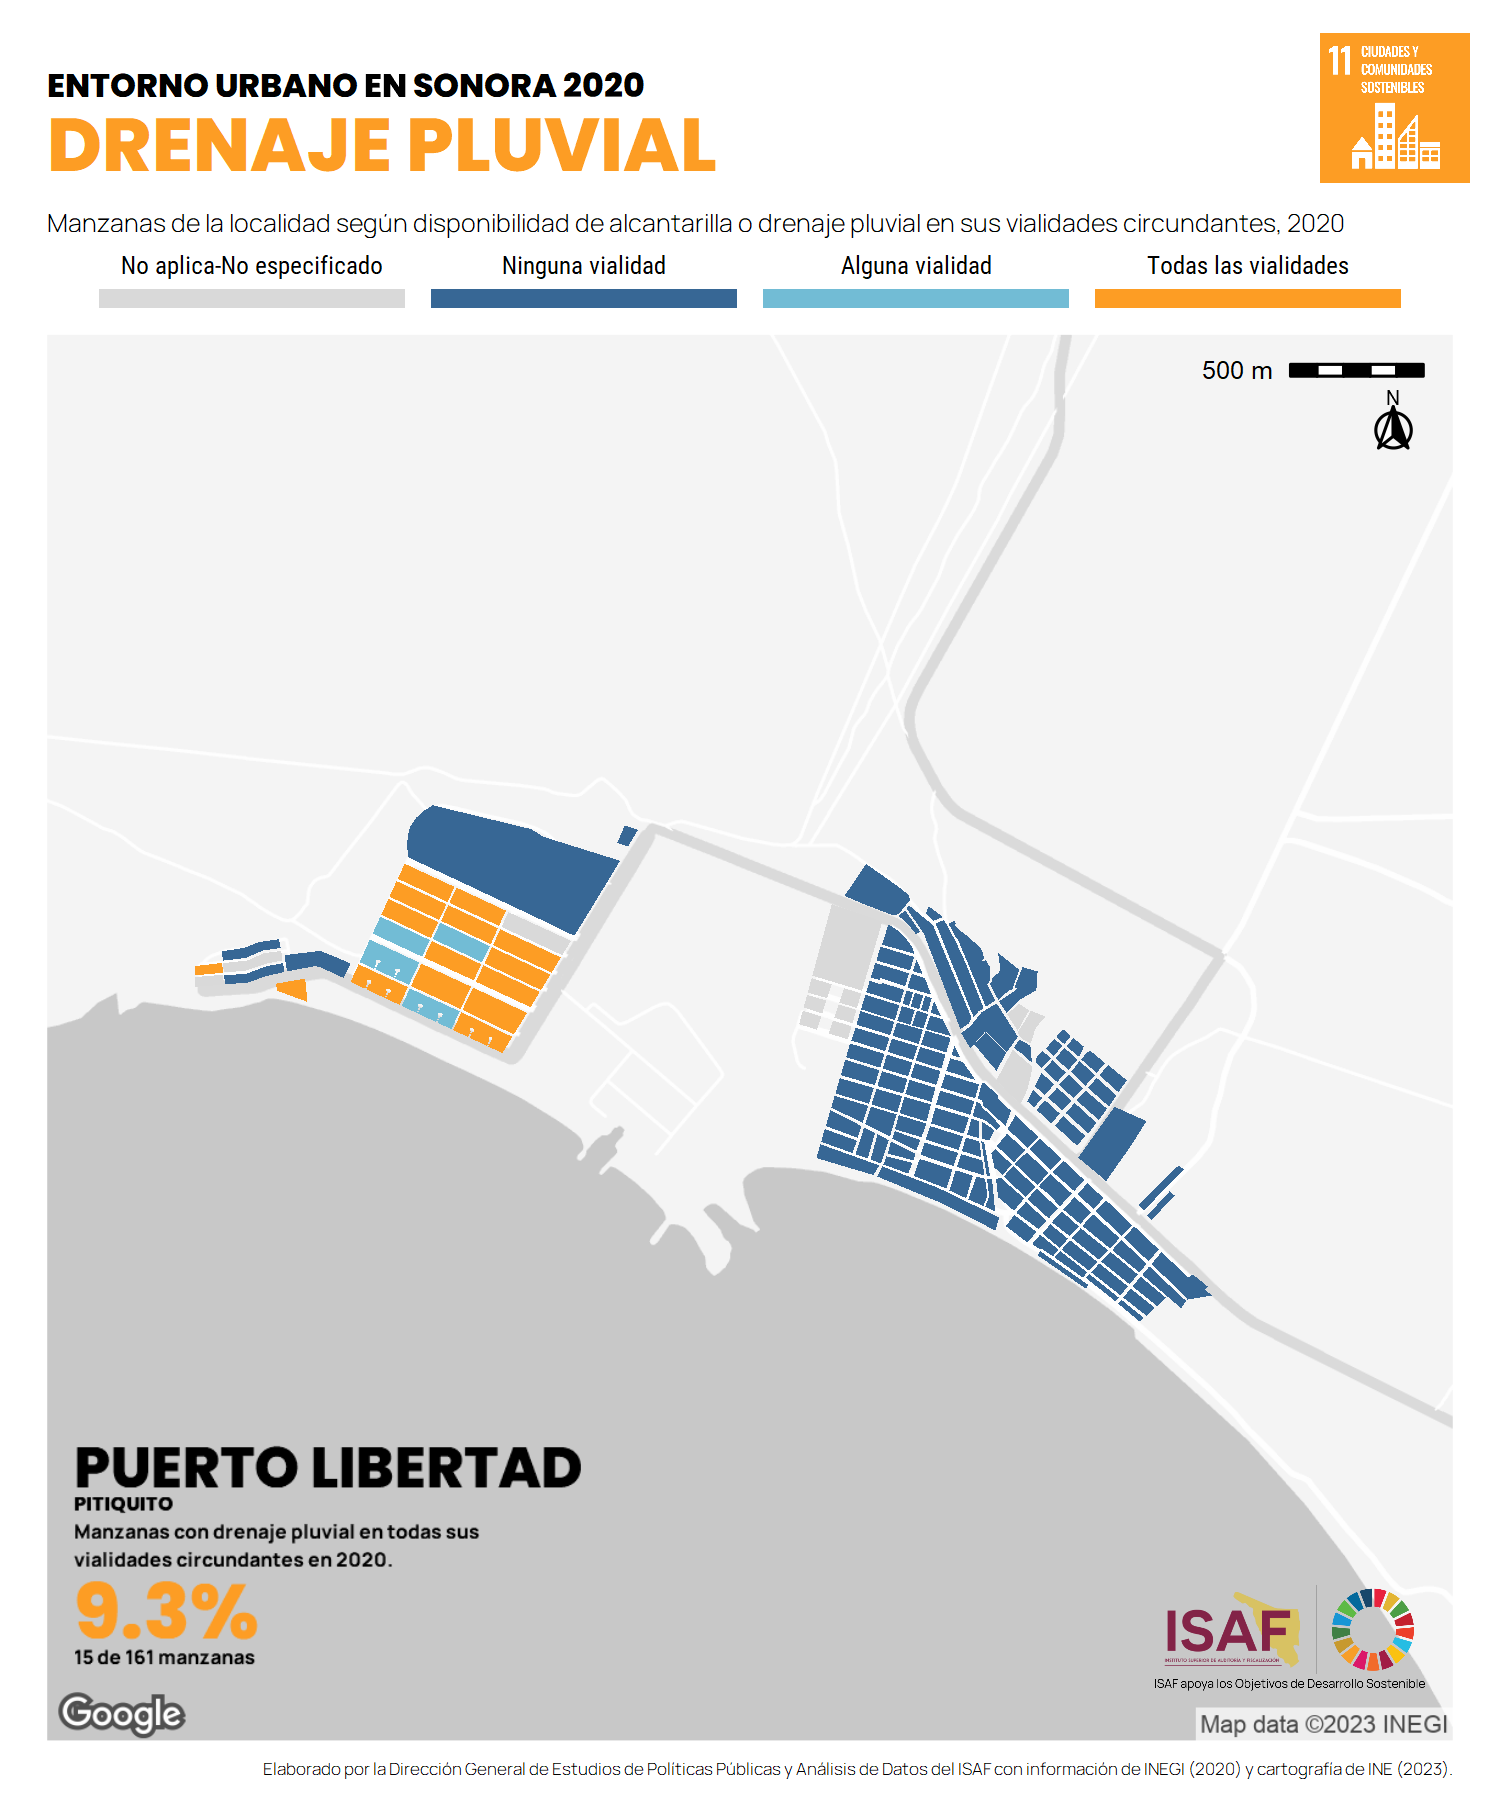 ENTORNO URBANO EN SONORA 2020
DRENAJE PLUVIAL
11 CIUDADES Y
COMUNIDADES
SOSTENIBLES
Manzanas de la localidad según disponibilidad de alcantarilla o drenaje pluvial en sus vialidades circundantes, 2020
No aplica-No especificado
Ninguna vialidad
Alguna vialidad
Todas las vialidades
500 m
N
PUERTO LIBERTAD
PITIQUITO
Manzanas con drenaje pluvial en todas sus
vialidades circundantes en 2020.
9.3%
15 de 161 manzanas
ISAF
INSTITUTO SUPERIOR DE AUDITORÍA Y FISCALIZACIÓN
ISAF apoya los Objetivos de Desarrollo Sostenible
Google
Map data ©2023 INEGI
Elaborado por la Dirección General de Estudios de Políticas Públicas y Análisis de Datos del ISAF con información de INEGI (2020) y cartografía de INE (2023).